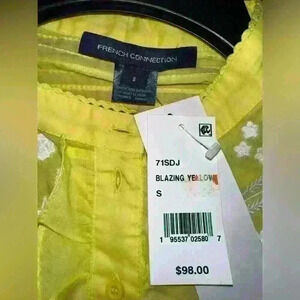 FRENCH CONNECTION
S
71SDJ
BLAZING YELLOW
S
1 95537 02580 7
$98.00